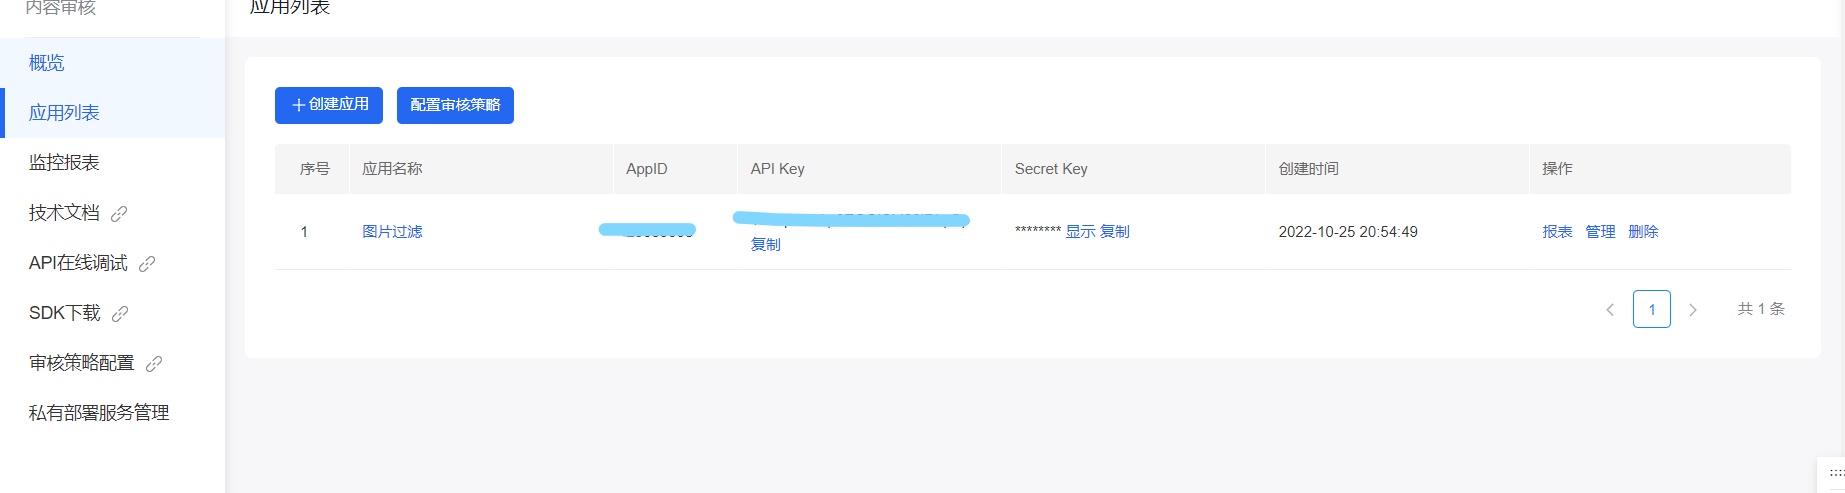 内容审核
应用列表
概览
应用列表
监控报表
技术文档
API在线调试
SDK下载
审核策略配置
私有部署服务管理
+创建应用 配置审核策略
序号 应用名称 AppID API Key Secret Key 创建时间 操作
1 图片过滤 复制 ******** 显示 复制 2022-10-25 20:54:49 报表 管理 删除
< 1 > 共 1 条